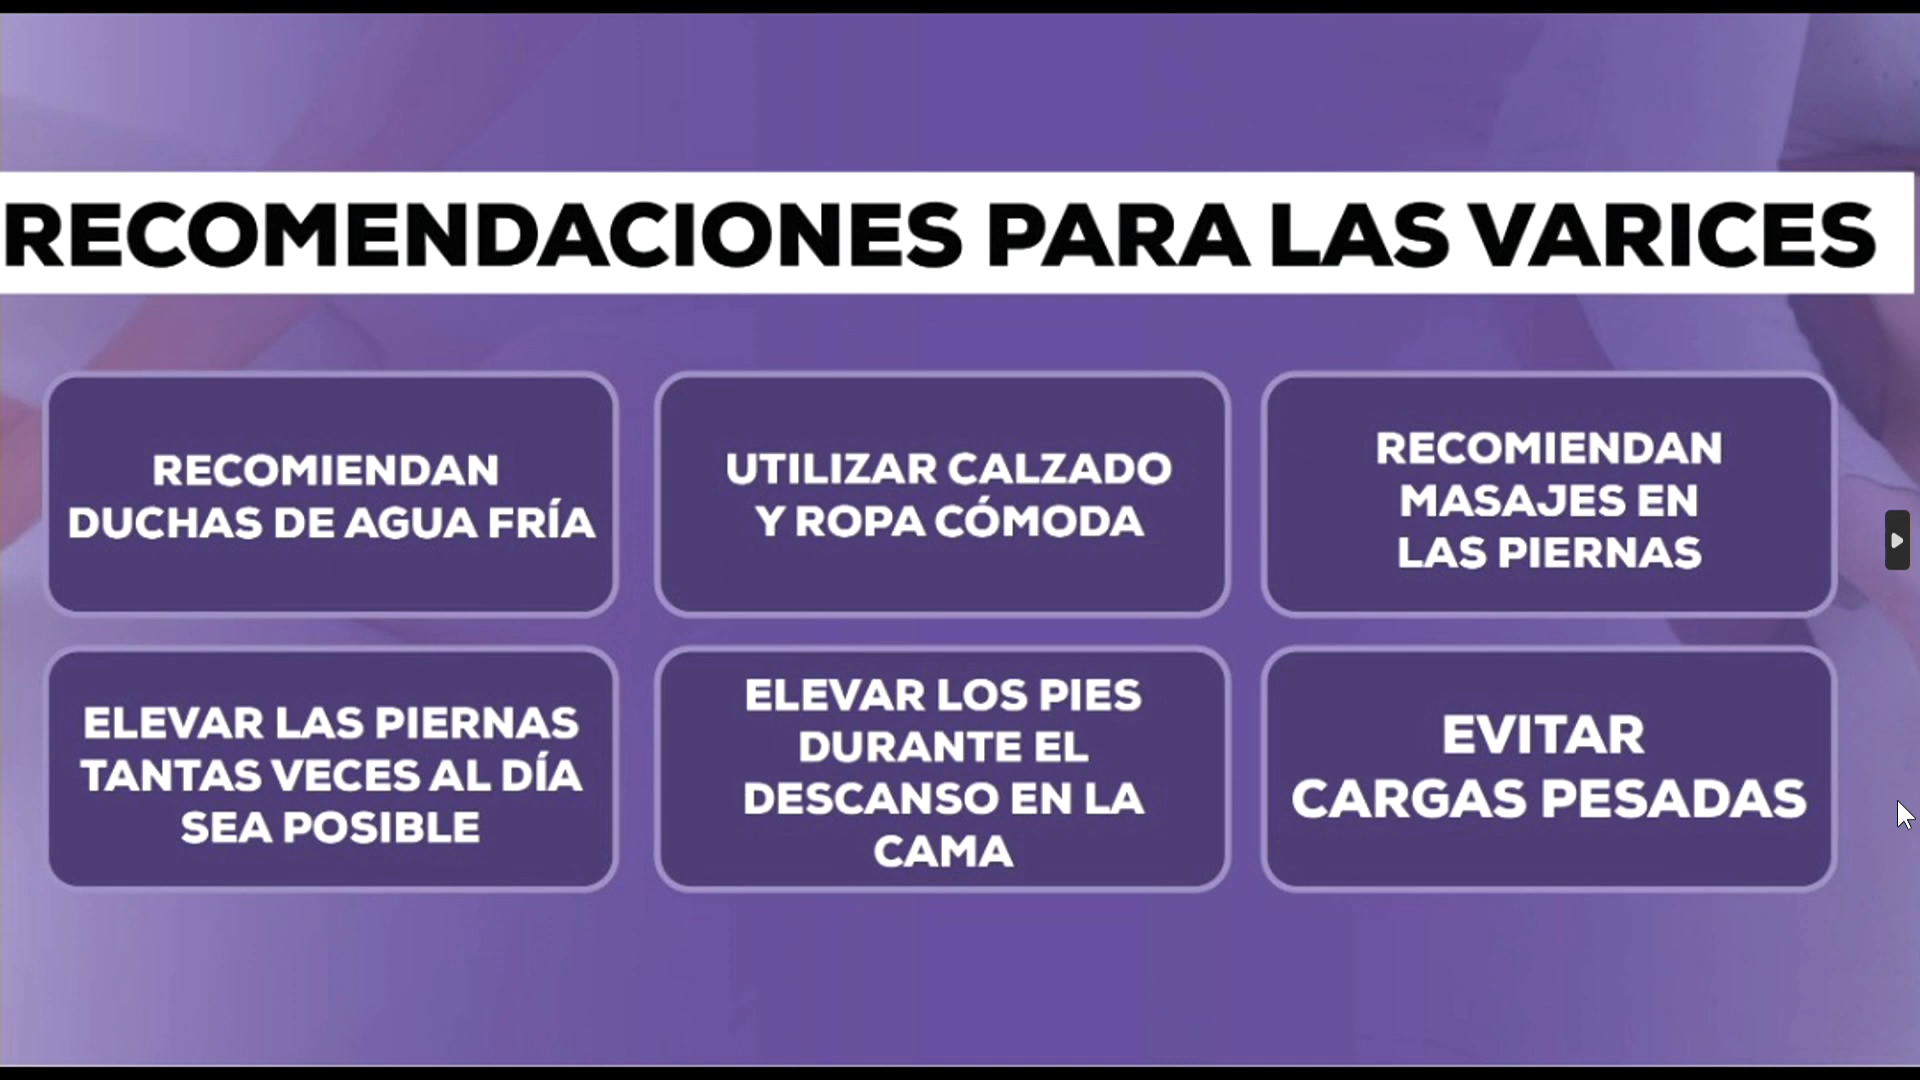 RECOMENDACIONES PARA LAS VARICES
RECOMIENDAN
DUCHAS DE AGUA FRÍA
UTILIZAR CALZADO
Y ROPA CÓMODA
RECOMIENDAN
MASAJES EN
LAS PIERNAS
ELEVAR LAS PIERNAS
TANTAS VECES AL DÍA
SEA POSIBLE
ELEVAR LOS PIES
DURANTE EL
DESCANSO EN LA
CAMA
EVITAR
CARGAS PESADAS